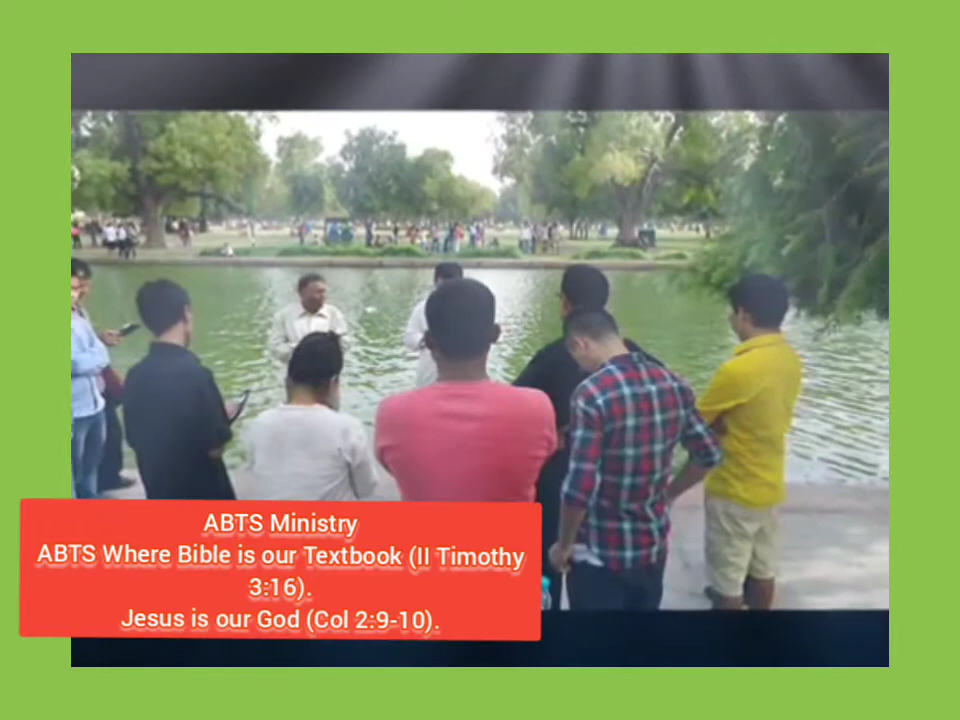 ABTS Ministry
ABTS Where Bible is our Textbook (II Timothy
3:16).
Jesus is our God (Col 2:9-10).